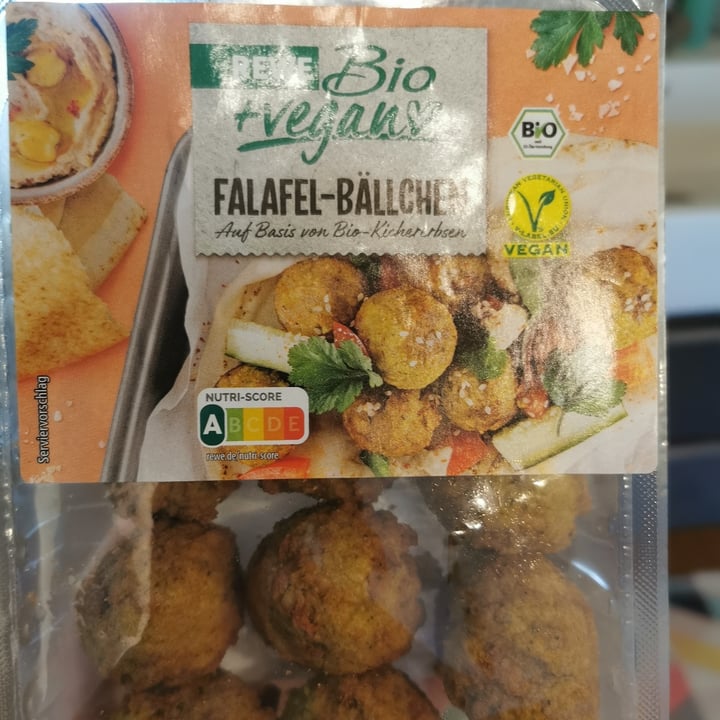 REWE Bio
+vegan
FALAFEL-BÄLLCHEN
Auf Basis von Bio-Kichererbsen
BiO
VEGAN
NUTRI-SCORE
ABCDE
rewe.de/nutri-score
Serviervorschlag